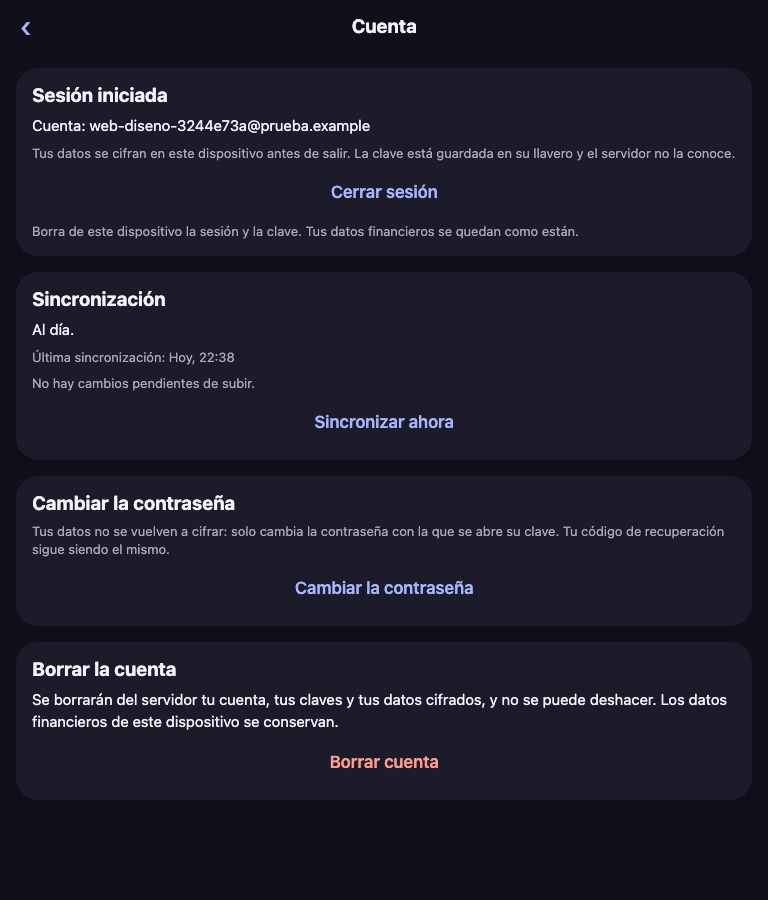 Cuenta
Sesión iniciada
Cuenta: web-diseno-3244e73a@prueba.example
Tus datos se cifran en este dispositivo antes de salir. La clave está guardada en su llavero y el servidor no la conoce.
Cerrar sesión
Borra de este dispositivo la sesión y la clave. Tus datos financieros se quedan como están.
Sincronización
Al día.
Última sincronización: Hoy, 22:38
No hay cambios pendientes de subir.
Sincronizar ahora
Cambiar la contraseña
Tus datos no se vuelven a cifrar: solo cambia la contraseña con la que se abre su clave. Tu código de recuperación
sigue siendo el mismo.
Cambiar la contraseña
Borrar la cuenta
Se borrarán del servidor tu cuenta, tus claves y tus datos cifrados, y no se puede deshacer. Los datos
financieros de este dispositivo se conservan.
Borrar cuenta